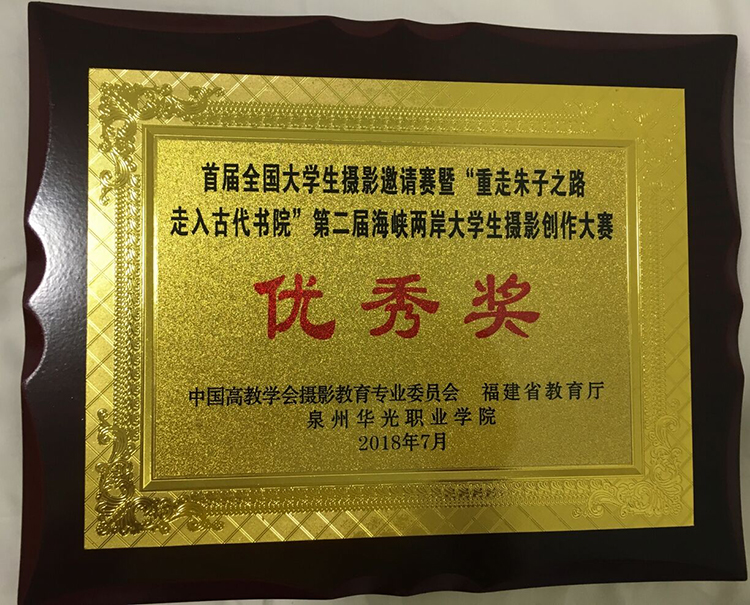 首届全国大学生摄影邀请赛暨“重走朱子之路
走入古代书院”第二届海峡两岸大学生摄影创作大赛
优秀奖
中国高教学会摄影教育专业委员会 福建省教育厅
泉州华光职业学院
2018年7月